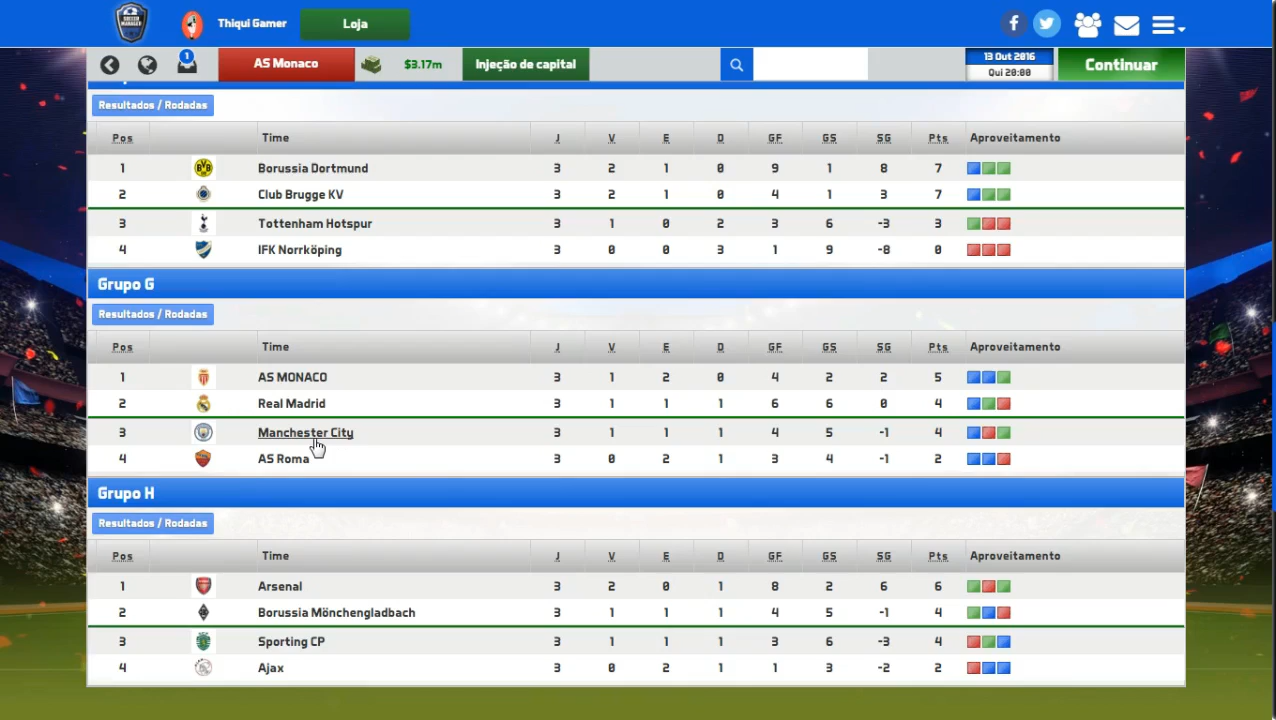 Thiqui Gamer
Loja
1
AS Monaco
$3.17m
Injeção de capital
13 Out 2016
Qui 20:00
Continuar
Resultados / Rodadas
Pos Time J V E D GF GS SG Pts Aproveitamento
1 Borussia Dortmund 3 2 1 0 9 1 8 7
2 Club Brugge KV 3 2 1 0 4 1 3 7
3 Tottenham Hotspur 3 1 0 2 3 6 -3 3
4 IFK Norrköping 3 0 0 3 1 9 -8 0
Grupo G
Resultados / Rodadas
Pos Time J V E D GF GS SG Pts Aproveitamento
1 AS MONACO 3 1 2 0 4 2 2 5
2 Real Madrid 3 1 1 1 6 6 0 4
3 Manchester City 3 1 1 1 4 5 -1 4
4 AS Roma 3 0 2 1 3 4 -1 2
Grupo H
Resultados / Rodadas
Pos Time J V E D GF GS SG Pts Aproveitamento
1 Arsenal 3 2 0 1 8 2 6 6
2 Borussia Mönchengladbach 3 1 1 1 4 5 -1 4
3 Sporting CP 3 1 1 1 3 6 -3 4
4 Ajax 3 0 2 1 1 3 -2 2